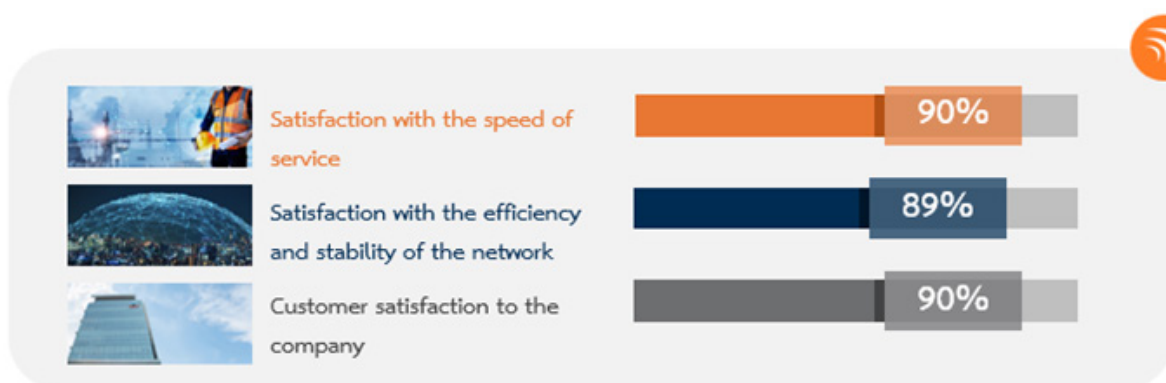 Satisfaction with the speed of
service
90%
Satisfaction with the efficiency
and stability of the network
89%
Customer satisfaction to the
company
90%